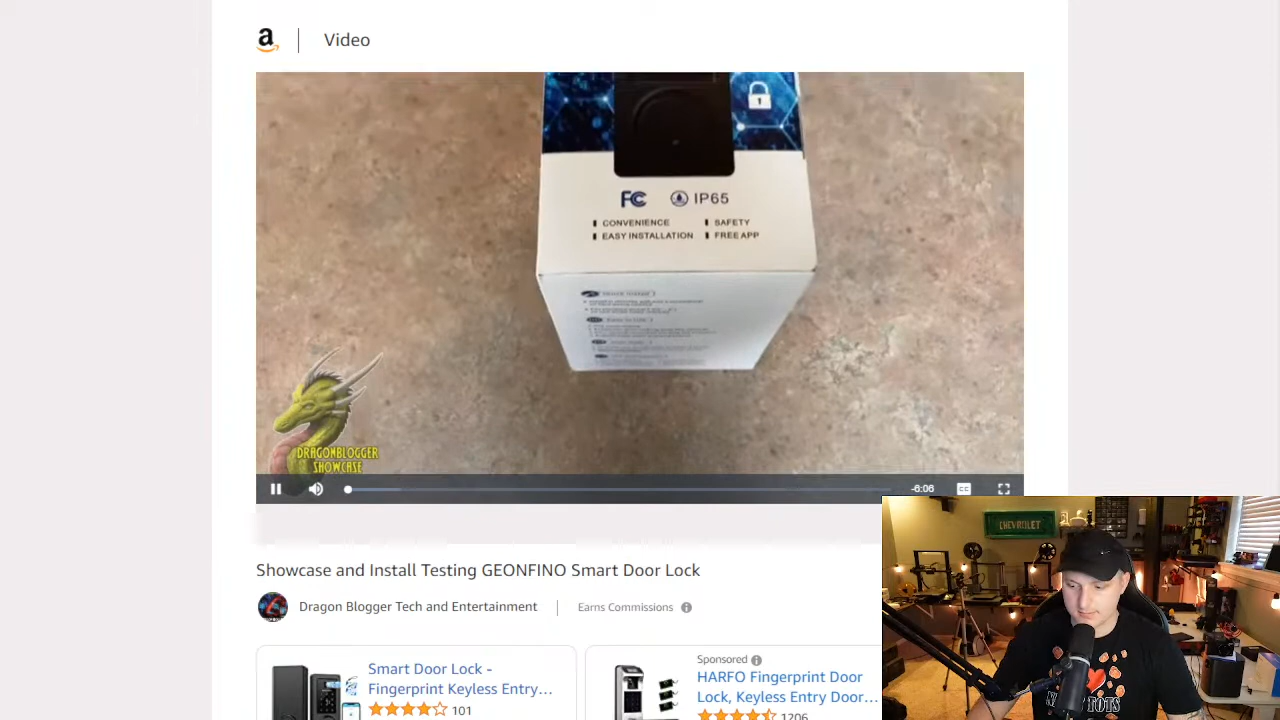 a | Video
FC IP65
CONVENIENCE SAFETY
EASY INSTALLATION FREE APP
DRAGONBLOGGER
SHOWCASE
-6:06 CC
CHEVROLET
Showcase and Install Testing GEONFINO Smart Door Lock
Dragon Blogger Tech and Entertainment | Earns Commissions
Smart Door Lock -
Fingerprint Keyless Entry...
101
Sponsored
HARFO Fingerprint Door
Lock, Keyless Entry Door...
1206